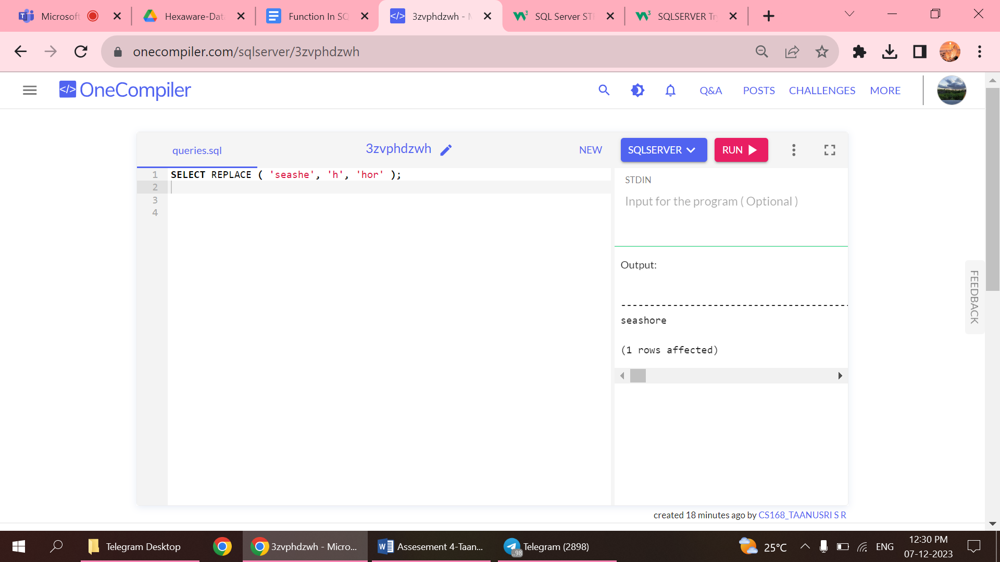 Microsoft
Hexaware-Dat
Function In SQ
3zvphdzwh - M
SQL Server STI
SQLSERVER Tr
onecompiler.com/sqlserver/3zvphdzwh
OneCompiler
Q&A
POSTS
CHALLENGES
MORE
queries.sql
3zvphdzwh
NEW
SQLSERVER
RUN
1 SELECT REPLACE ( 'seashe', 'h', 'hor' );
2
3
4
STDIN
Input for the program ( Optional )
Output:
----------------------------------------
seashore
(1 rows affected)
FEEDBACK
created 18 minutes ago by CS168_TAANUSRI S R
Telegram Desktop
3zvphdzwh - Micro...
Assesement 4-Taan...
Telegram (2898)
..98
25°C
ENG
12:30 PM
07-12-2023